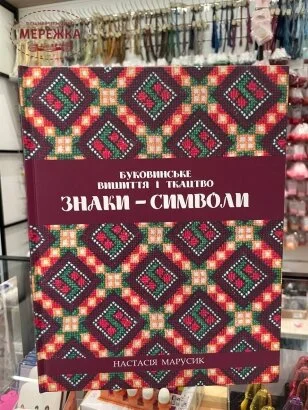 МЕРЕЖКА
БУКОВИНСЬКЕ
ВИШИТТЯ І ТКАЦТВО
ЗНАКИ – СИМВОЛИ
НАСТАСІЯ МАРУСИК